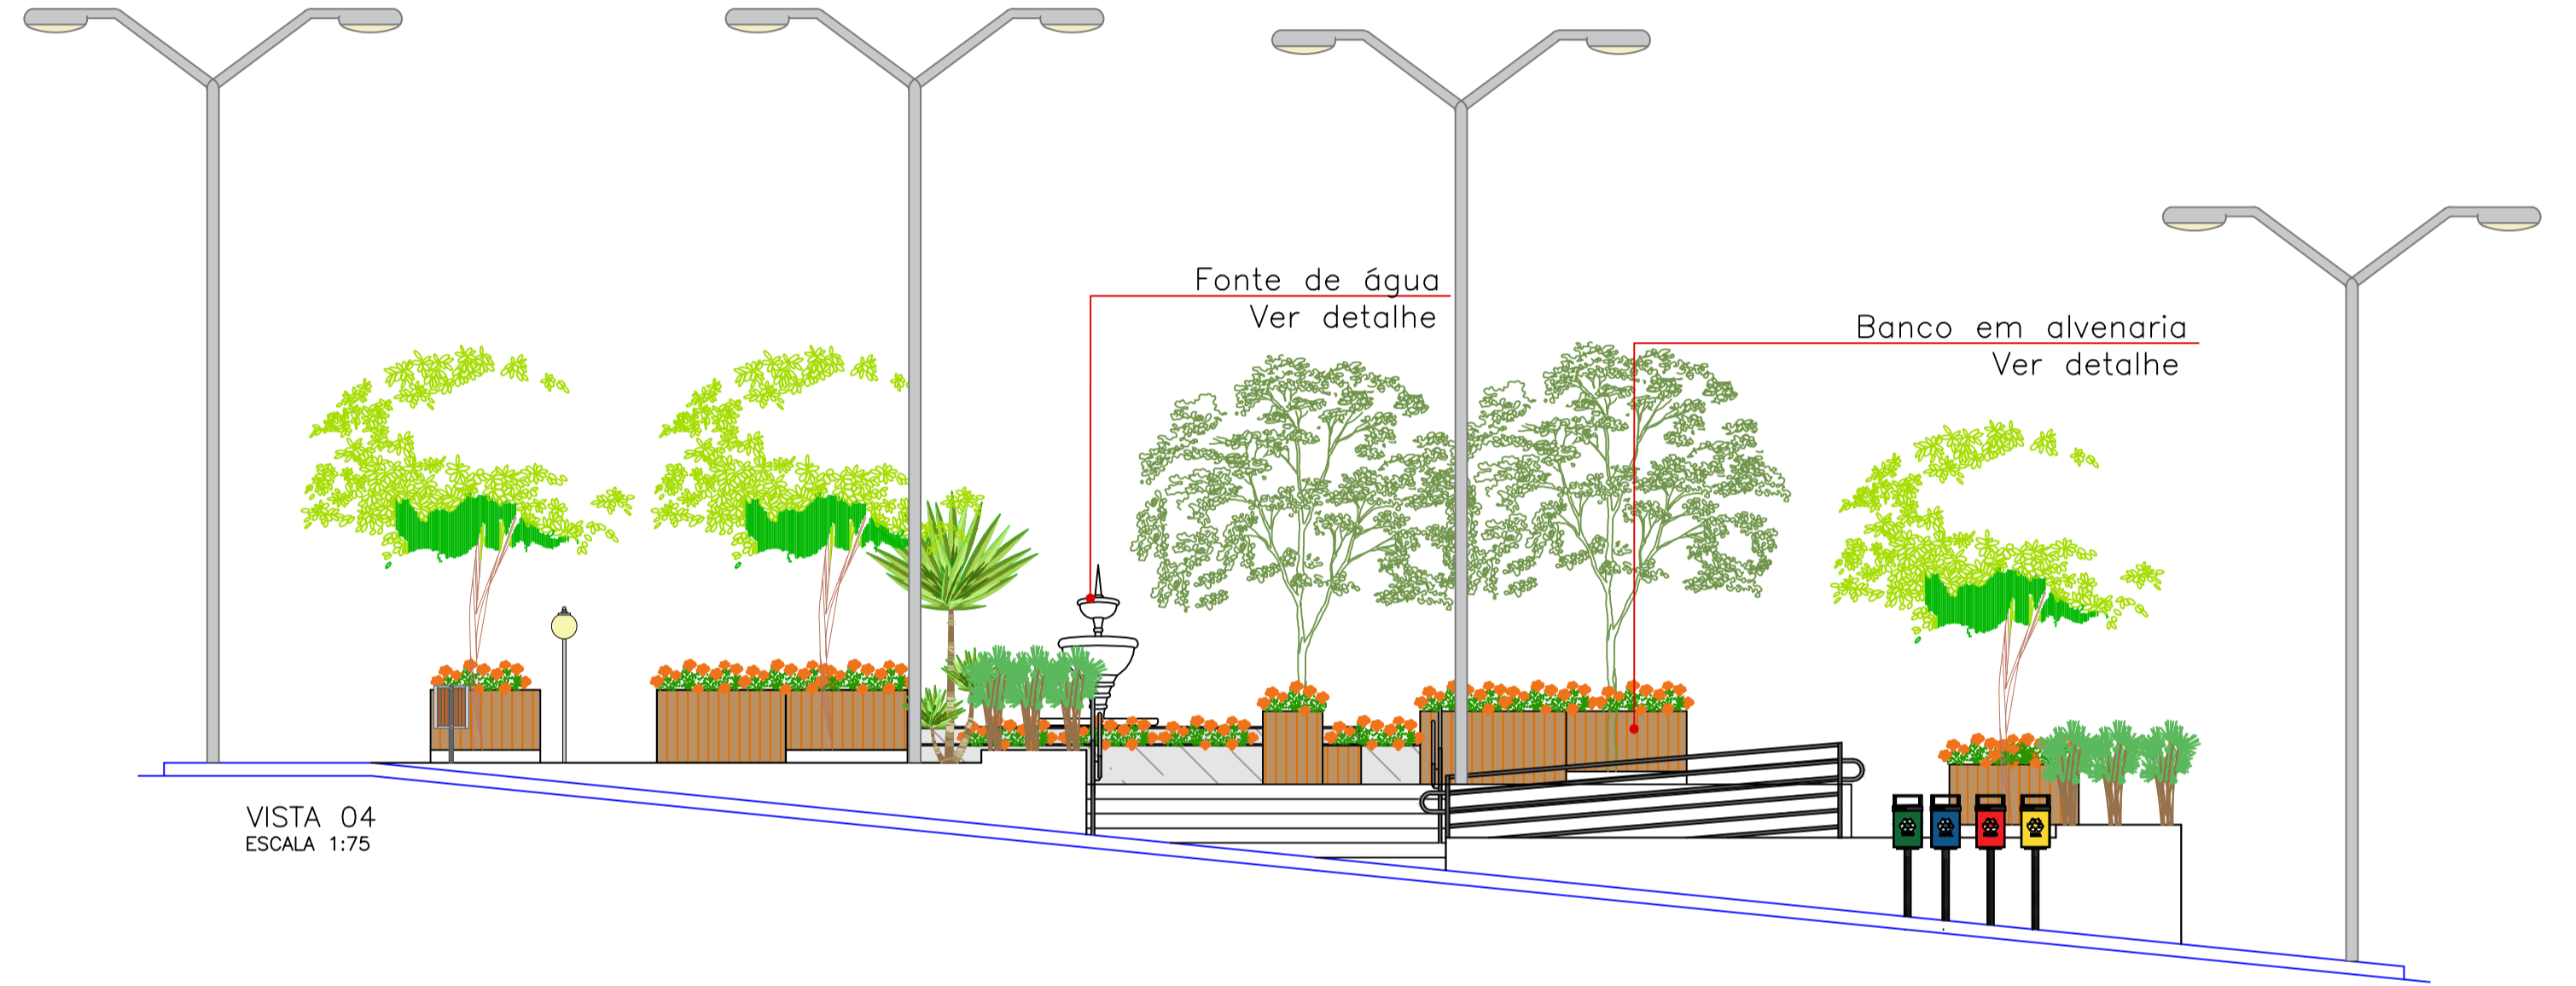 Fonte de água
Ver detalhe
Banco em alvenaria
Ver detalhe
VISTA 04
ESCALA 1:75